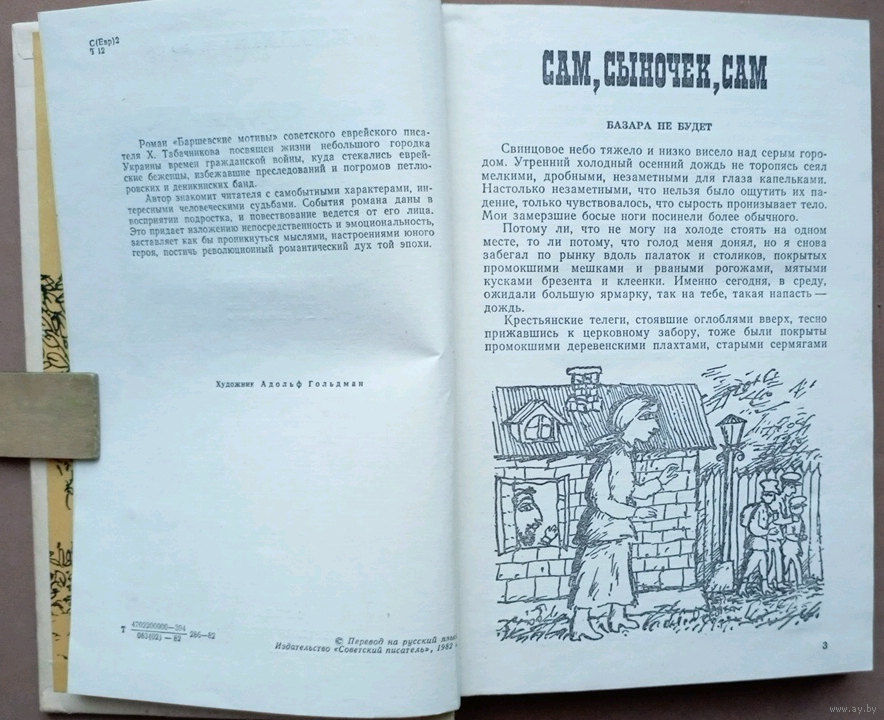 С(Евр)2
Т 12
Роман «Баршевские мотивы» советского еврейского писа-
теля Х. Табачникова посвящен жизни небольшого городка
Украины времен гражданской войны, куда стекались еврей-
ские беженцы, избежавшие преследований и погромов петлю-
ровских и деникинских банд.
Автор знакомит читателя с самобытными характерами, ин-
тересными человеческими судьбами. События романа даны в
восприятии подростка, и повествование ведется от его лица.
Это придает изложению непосредственность и эмоциональность,
заставляет как бы проникнуться мыслями, настроениями юного
героя, постичь революционный романтический дух той эпохи.
Художник Адольф Гольдман
Т 4702200000—394
083(02)—82 286—82
© Перевод на русский
Издательство «Советский писатель», 1982
САМ, СЫНОЧЕК, САМ
БАЗАРА НЕ БУДЕТ
Свинцовое небо тяжело и низко висело над серым горо-
дом. Утренний холодный осенний дождь не торопясь сеял
мелкими, дробными, незаметными для глаза капельками.
Настолько незаметными, что нельзя было ощутить их па-
дение, только чувствовалось, что сырость пронизывает тело.
Мои замерзшие босые ноги посинели более обычного.
Потому ли, что не могу на холоде стоять на одном
месте, то ли потому, что голод меня донял, но я снова
забегал по рынку вдоль палаток и столиков, покрытых
промокшими мешками и рваными рогожами, мятыми
кусками брезента и клеенки. Именно сегодня, в среду,
ожидали большую ярмарку, так на тебе, такая напасть —
дождь.
Крестьянские телеги, стоявшие оглоблями вверх, тесно
прижавшись к церковному забору, тоже были покрыты
промокшими деревенскими плахтами, старыми сермягами
3
www.ay.by